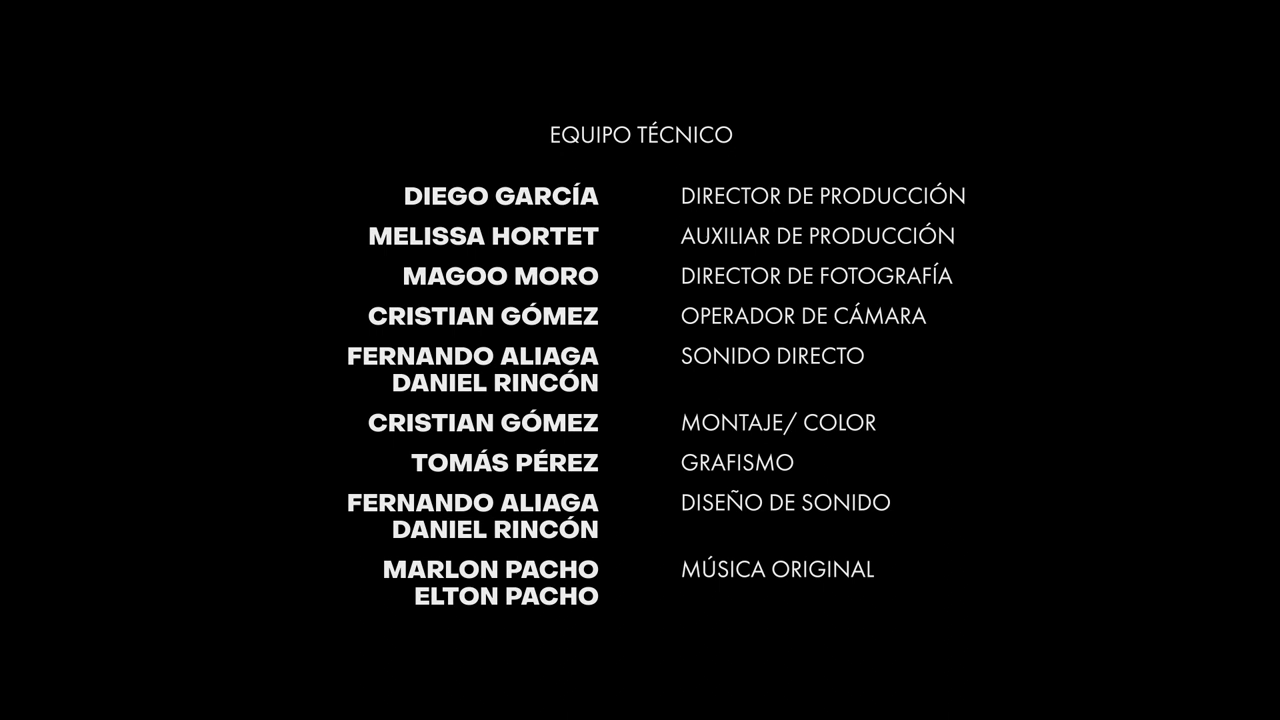 EQUIPO TÉCNICO
DIEGO GARCÍA DIRECTOR DE PRODUCCIÓN
MELISSA HORTET AUXILIAR DE PRODUCCIÓN
MAGOO MORO DIRECTOR DE FOTOGRAFÍA
CRISTIAN GÓMEZ OPERADOR DE CÁMARA
FERNANDO ALIAGA SONIDO DIRECTO
DANIEL RINCÓN
CRISTIAN GÓMEZ MONTAJE/ COLOR
TOMÁS PÉREZ GRAFISMO
FERNANDO ALIAGA DISEÑO DE SONIDO
DANIEL RINCÓN
MARLON PACHO MÚSICA ORIGINAL
ELTON PACHO